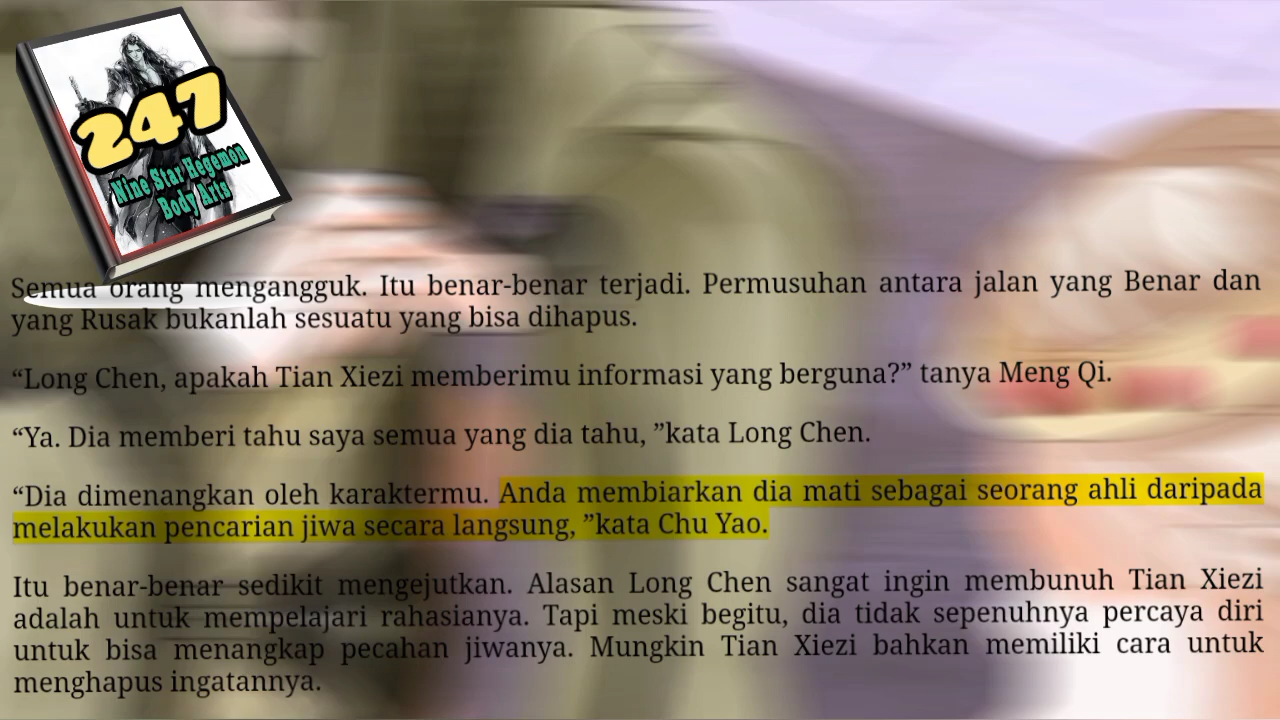 247
Nine Star Hegemon
Body Arts
Semua orang mengangguk. Itu benar-benar terjadi. Permusuhan antara jalan yang Benar dan
yang Rusak bukanlah sesuatu yang bisa dihapus.
“Long Chen, apakah Tian Xiezi memberimu informasi yang berguna?” tanya Meng Qi.
“Ya. Dia memberi tahu saya semua yang dia tahu, ”kata Long Chen.
“Dia dimenangkan oleh karaktermu. Anda membiarkan dia mati sebagai seorang ahli daripada
melakukan pencarian jiwa secara langsung, ”kata Chu Yao.
Itu benar-benar sedikit mengejutkan. Alasan Long Chen sangat ingin membunuh Tian Xiezi
adalah untuk mempelajari rahasianya. Tapi meski begitu, dia tidak sepenuhnya percaya diri
untuk bisa menangkap pecahan jiwanya. Mungkin Tian Xiezi bahkan memiliki cara untuk
menghapus ingatannya.